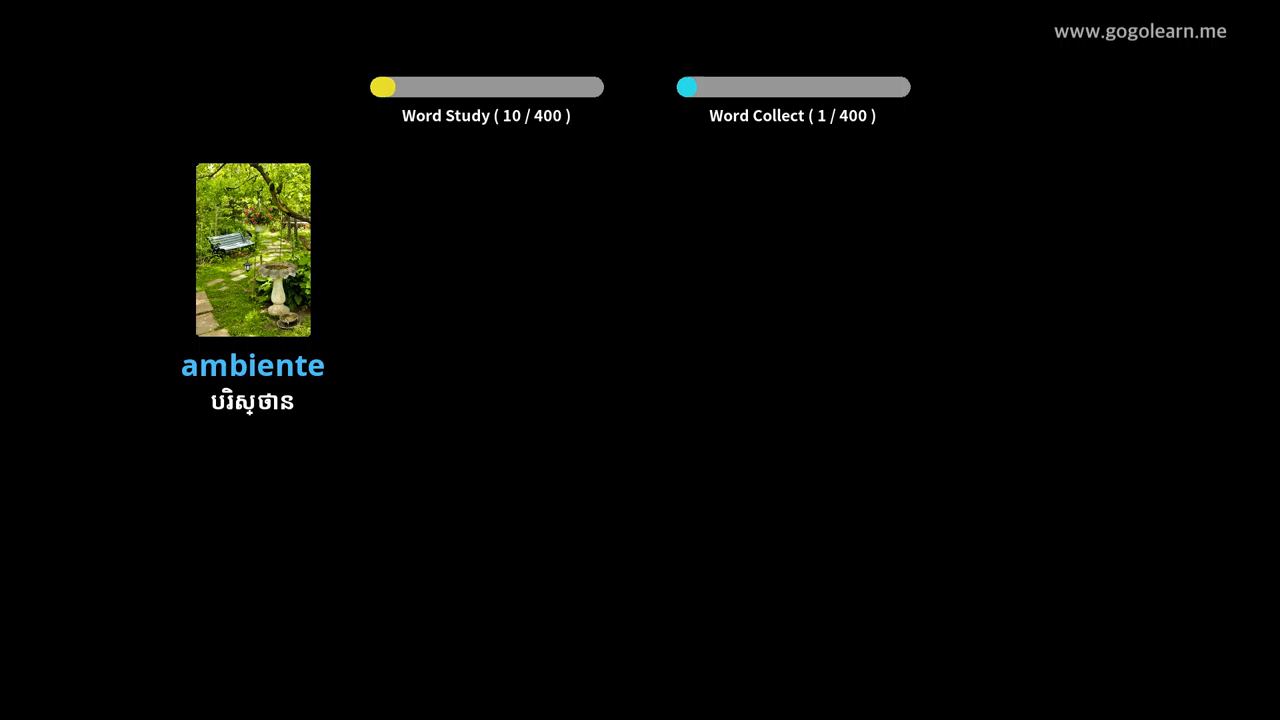 www.gogolearn.me
Word Study ( 10 / 400 )
Word Collect ( 1 / 400 )
ambiente
បរិស្ថាន